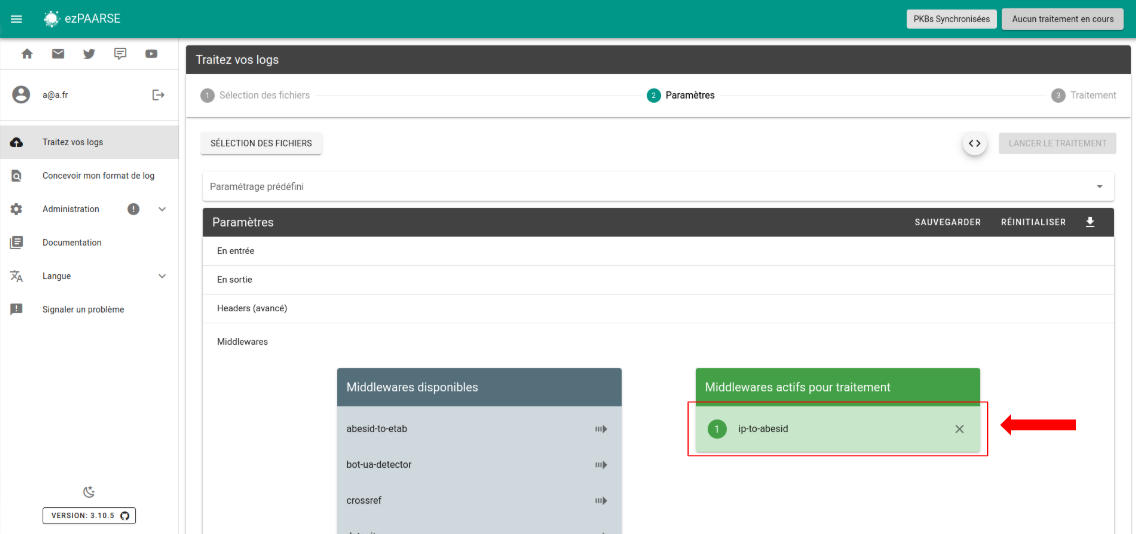 ezPAARSE
PKBs Synchronisées
Aucun traitement en cours
a@a.fr
Traitez vos logs
Concevoir mon format de log
Administration
Documentation
Langue
Signaler un problème
VERSION: 3.10.5
Traitez vos logs
1 Sélection des fichiers
2 Paramètres
3 Traitement
SÉLECTION DES FICHIERS
<>
LANCER LE TRAITEMENT
Paramétrage prédéfini
Paramètres
SAUVEGARDER
RÉINITIALISER
En entrée
En sortie
Headers (avancé)
Middlewares
Middlewares disponibles
abesid-to-etab
bot-ua-detector
crossref
Middlewares actifs pour traitement
1 ip-to-abesid